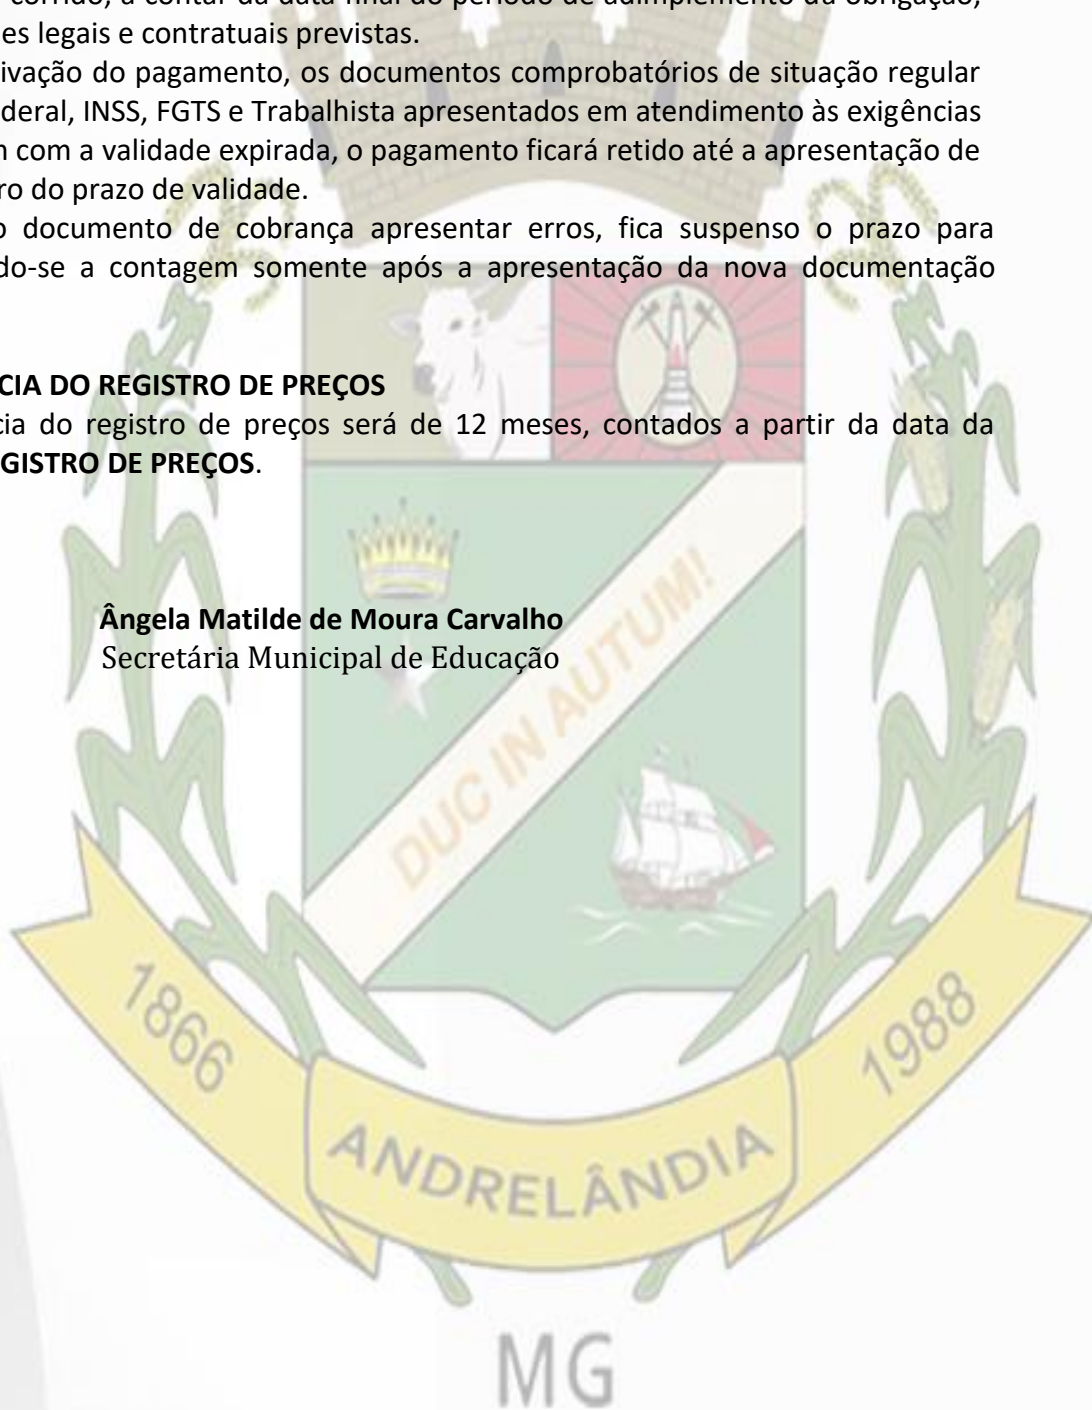 corrido, a contar da data final do período de adimplemento da obrigação,
es legais e contratuais previstas.
ivação do pagamento, os documentos comprobatórios de situação regular
deral, INSS, FGTS e Trabalhista apresentados em atendimento às exigências
com a validade expirada, o pagamento ficará retido até a apresentação de
ro do prazo de validade.
o documento de cobrança apresentar erros, fica suspenso o prazo para
do-se a contagem somente após a apresentação da nova documentação
CIA DO REGISTRO DE PREÇOS
cia do registro de preços será de 12 meses, contados a partir da data da
GISTRO DE PREÇOS.
Ângela Matilde de Moura Carvalho
Secretária Municipal de Educação
DUC IN AUTUM!
1866
1988
ANDRELÂNDIA
MG